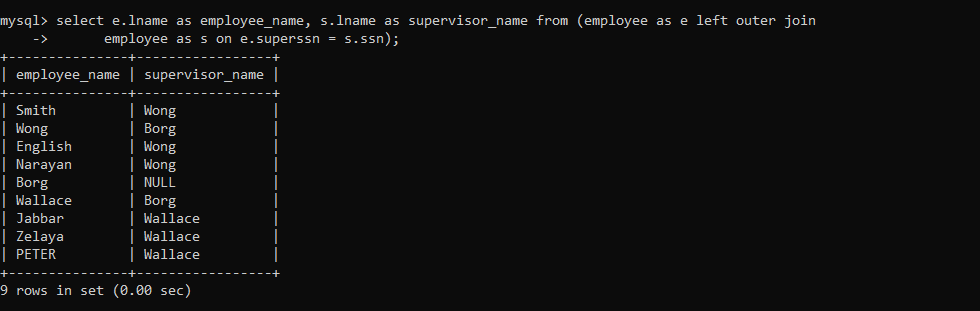 mysql> select e.lname as employee_name, s.lname as supervisor_name from (employee as e left outer join
    ->       employee as s on e.superssn = s.ssn);
+---------------+-----------------+
| employee_name | supervisor_name |
+---------------+-----------------+
| Smith         | Wong            |
| Wong          | Borg            |
| English       | Wong            |
| Narayan       | Wong            |
| Borg          | NULL            |
| Wallace       | Borg            |
| Jabbar        | Wallace         |
| Zelaya        | Wallace         |
| PETER         | Wallace         |
+---------------+-----------------+
9 rows in set (0.00 sec)